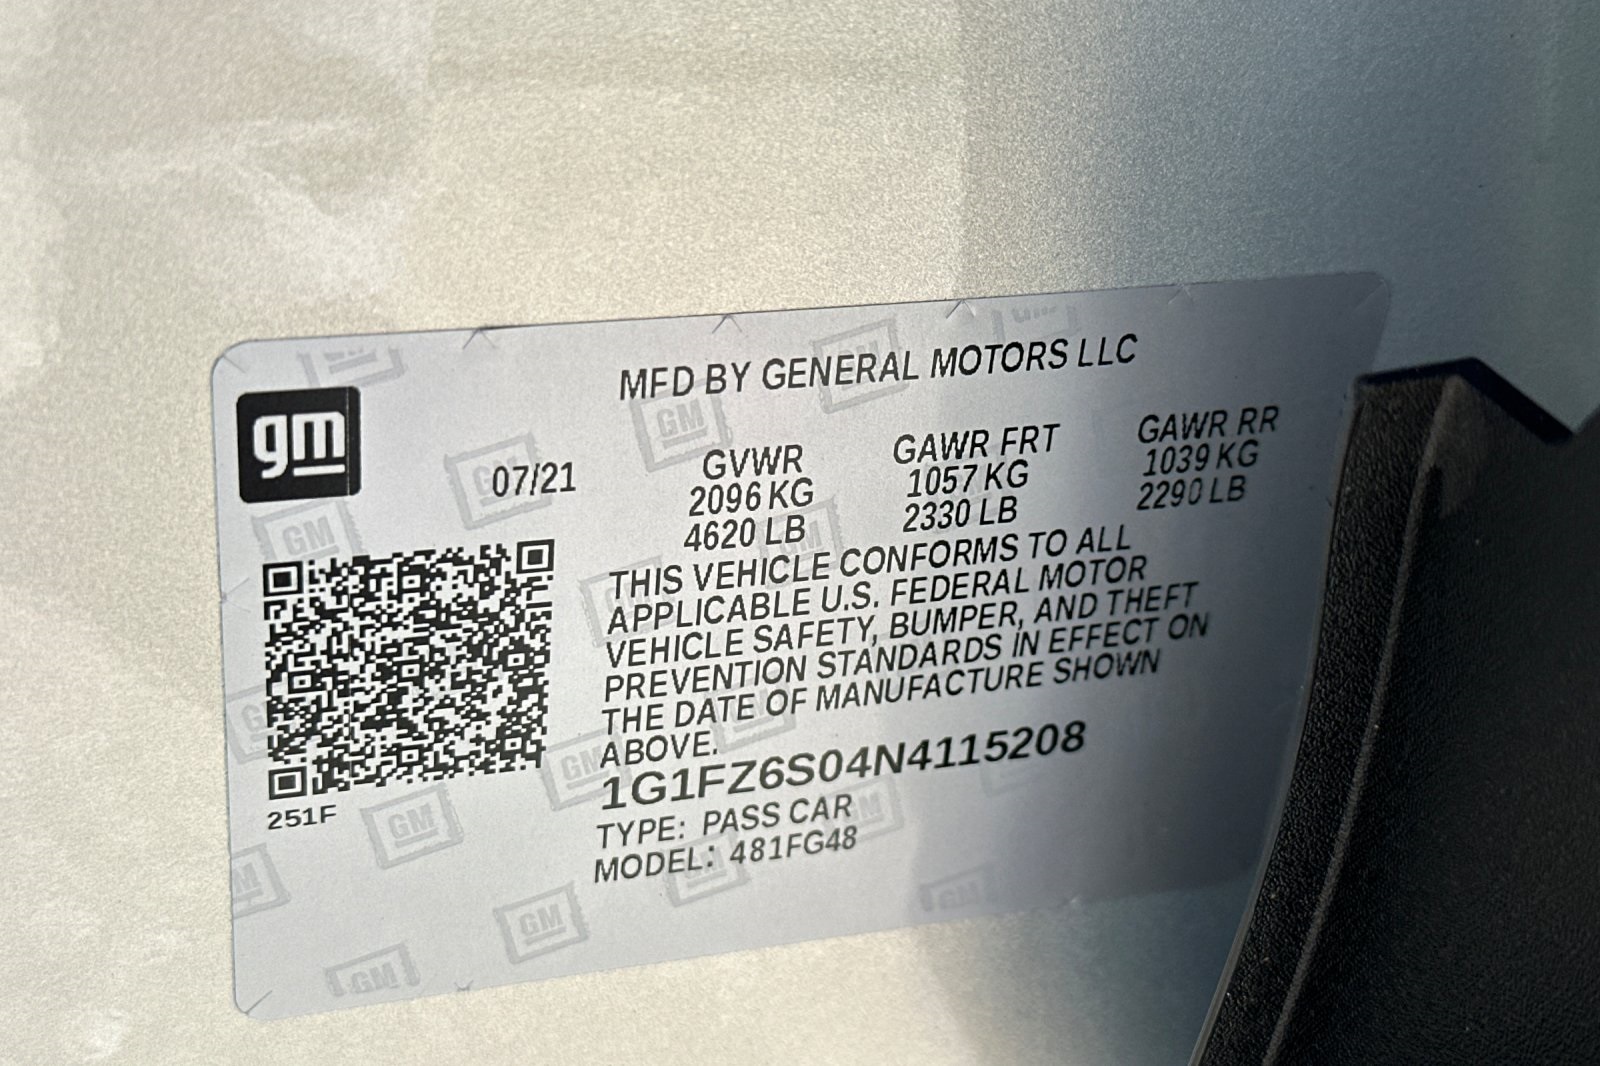 MFD BY GENERAL MOTORS LLC
gm
07/21
GVWR
2096 KG
4620 LB
GAWR FRT
1057 KG
2330 LB
GAWR RR
1039 KG
2290 LB
THIS VEHICLE CONFORMS TO ALL
APPLICABLE U.S. FEDERAL MOTOR
VEHICLE SAFETY, BUMPER, AND THEFT
PREVENTION STANDARDS IN EFFECT ON
THE DATE OF MANUFACTURE SHOWN
ABOVE.
1G1FZ6S04N4115208
TYPE: PASS CAR
MODEL: 481FG48
251F